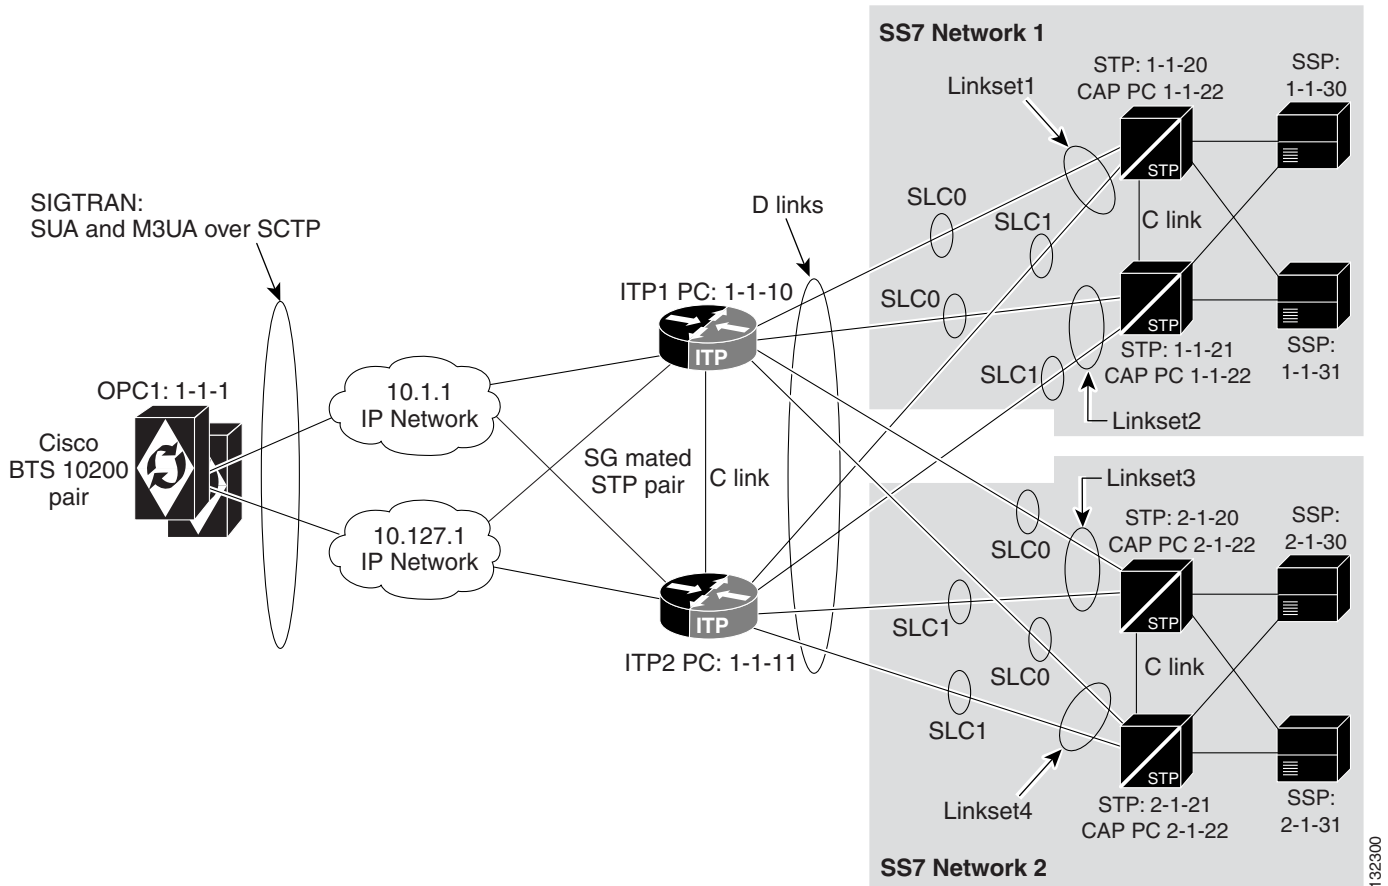 SS7 Network 1
STP: 1-1-20
CAP PC 1-1-22
SSP:
1-1-30
Linkset1
STP
SLC0
SLC1
C link
SIGTRAN:
SUA and M3UA over SCTP
D links
ITP1 PC: 1-1-10
SLC0
STP
ITP
STP: 1-1-21
CAP PC 1-1-22
SSP:
1-1-31
SLC1
Linkset2
OPC1: 1-1-1
10.1.1
IP Network
Cisco
BTS 10200
pair
SG mated
STP pair
C link
10.127.1
IP Network
Linkset3
STP: 2-1-20
CAP PC 2-1-22
SSP:
2-1-30
SLC0
STP
ITP
SLC1
ITP2 PC: 1-1-11
SLC0
C link
SLC1
STP
Linkset4
STP: 2-1-21
CAP PC 2-1-22
SSP:
2-1-31
SS7 Network 2
132300